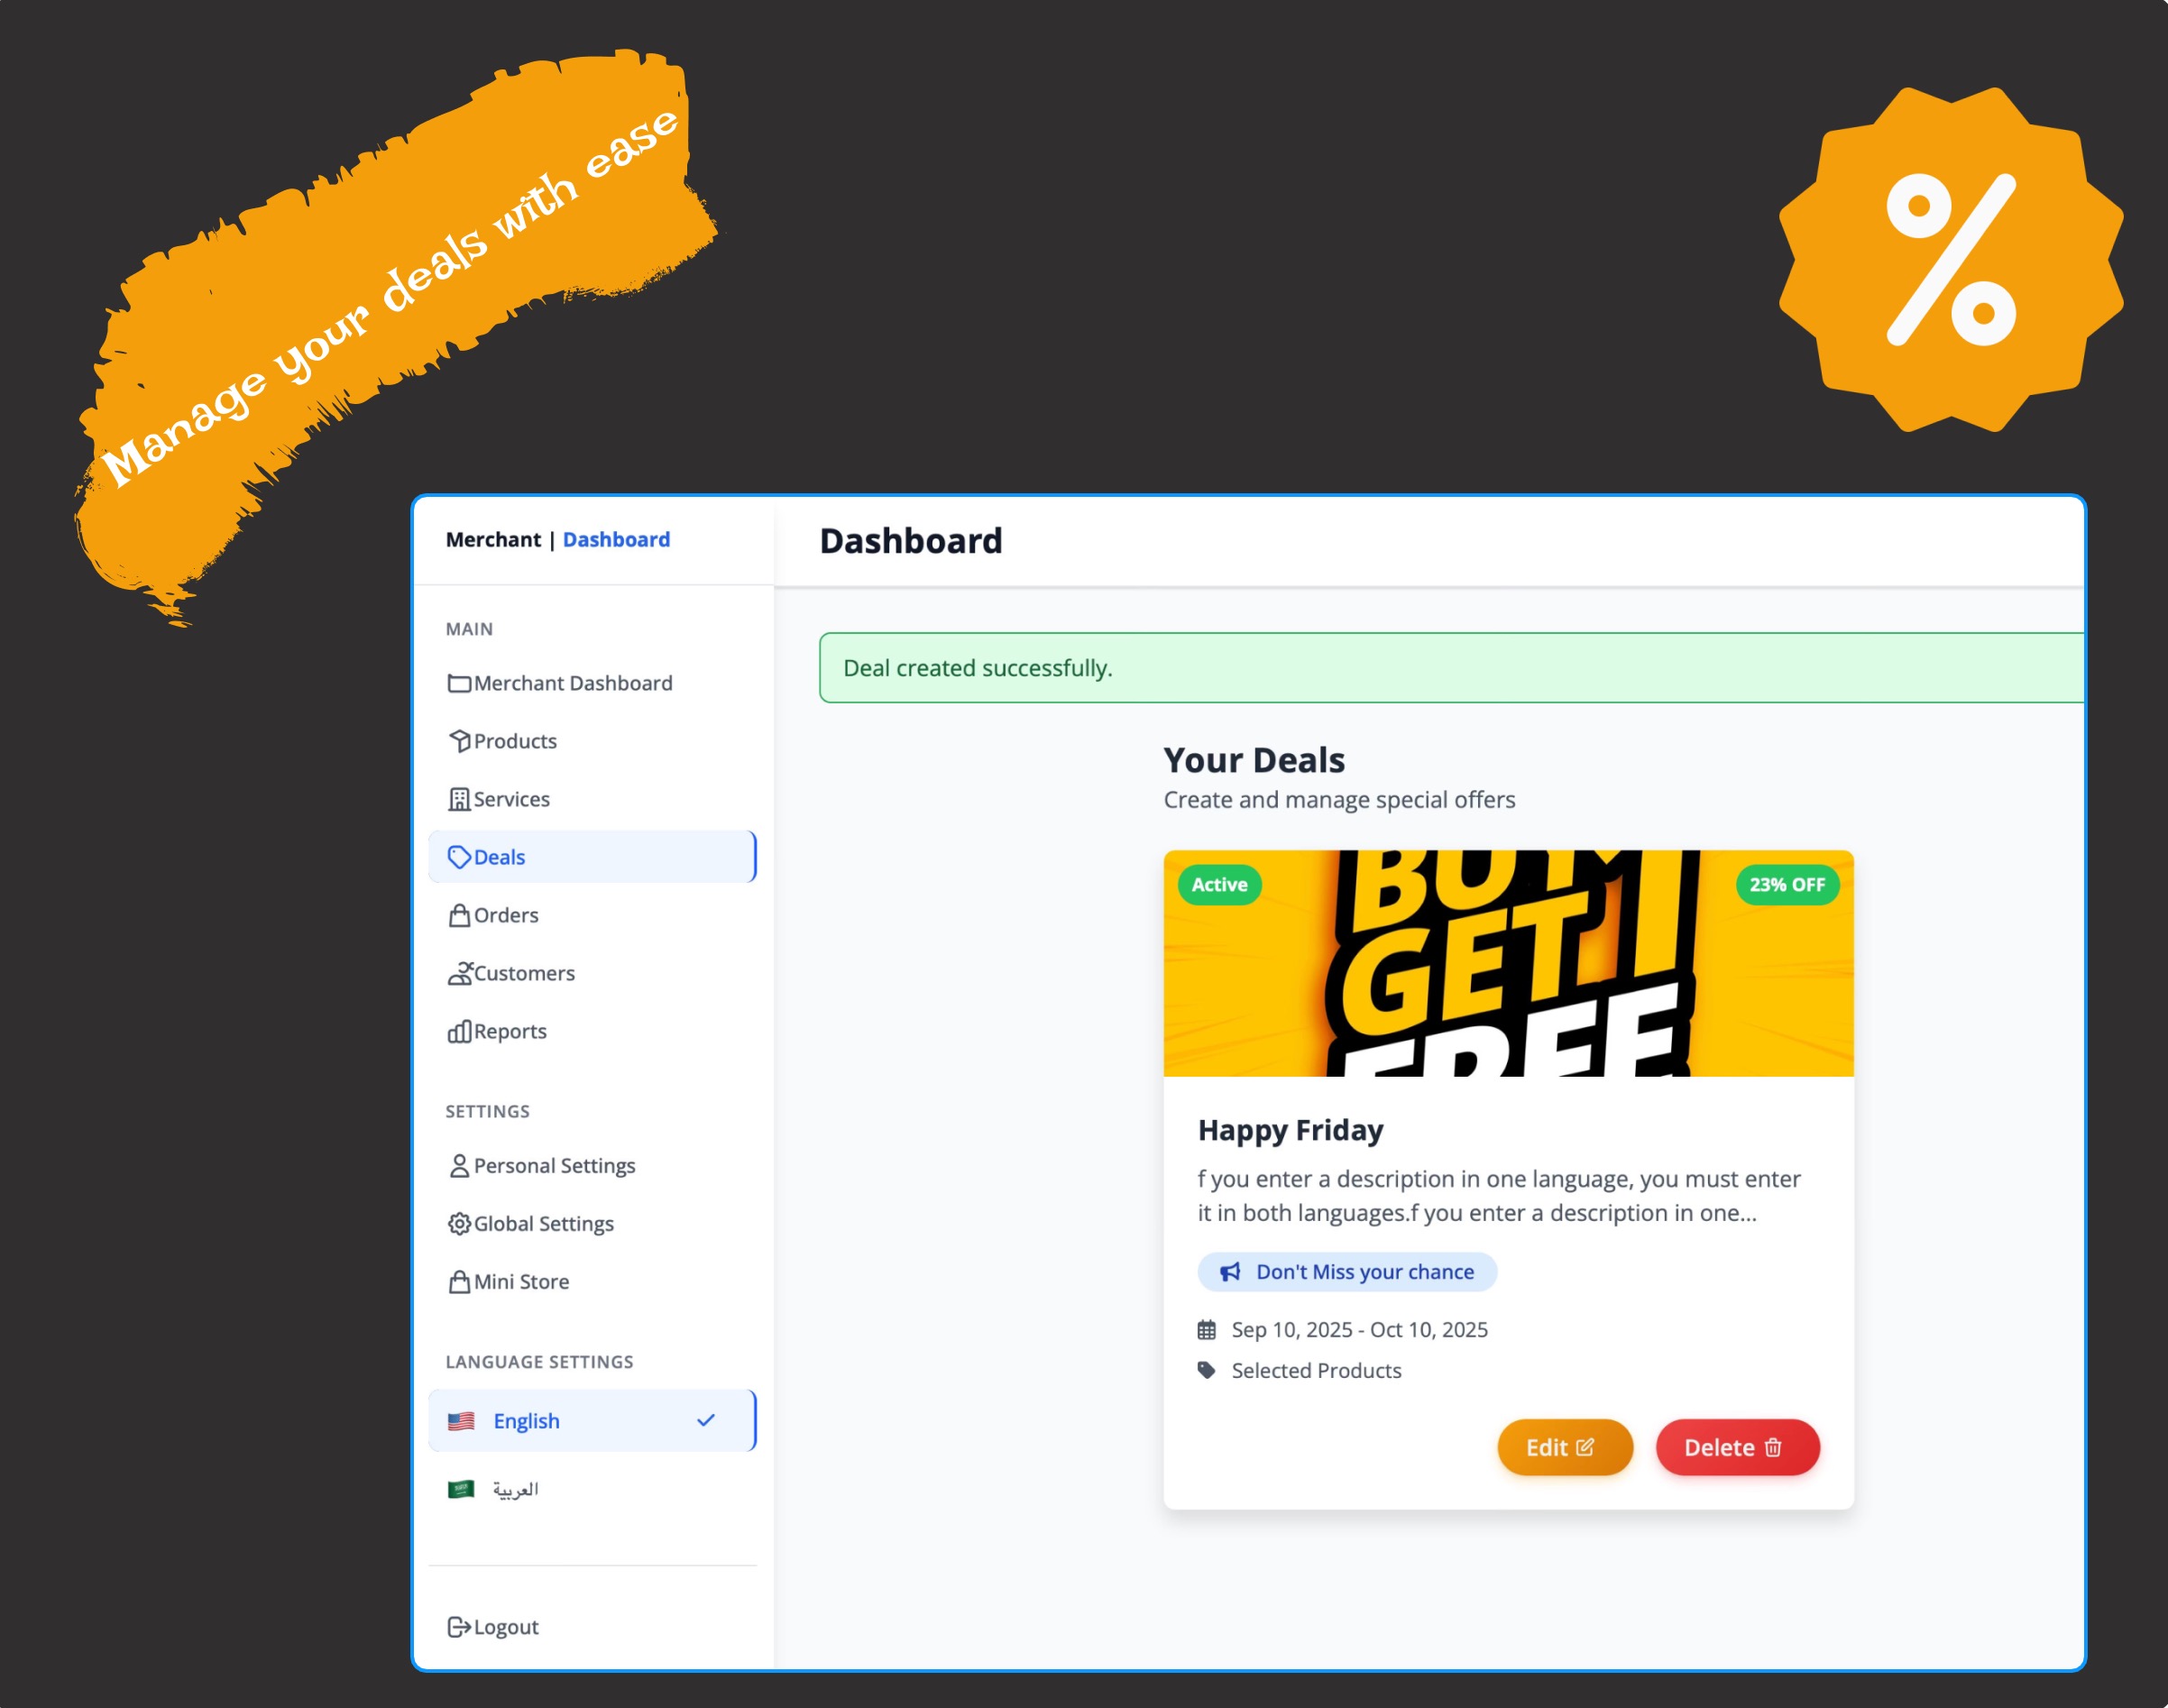 Manage your deals with ease
%
Merchant | Dashboard
Dashboard
MAIN
Merchant Dashboard
Products
Services
Deals
Orders
Customers
Reports
SETTINGS
Personal Settings
Global Settings
Mini Store
LANGUAGE SETTINGS
English
العربية
Logout
Deal created successfully.
Your Deals
Create and manage special offers
Active
23% OFF
GET 1
FREE
Happy Friday
f you enter a description in one language, you must enter
it in both languages.f you enter a description in one...
Don't Miss your chance
Sep 10, 2025 - Oct 10, 2025
Selected Products
Edit
Delete